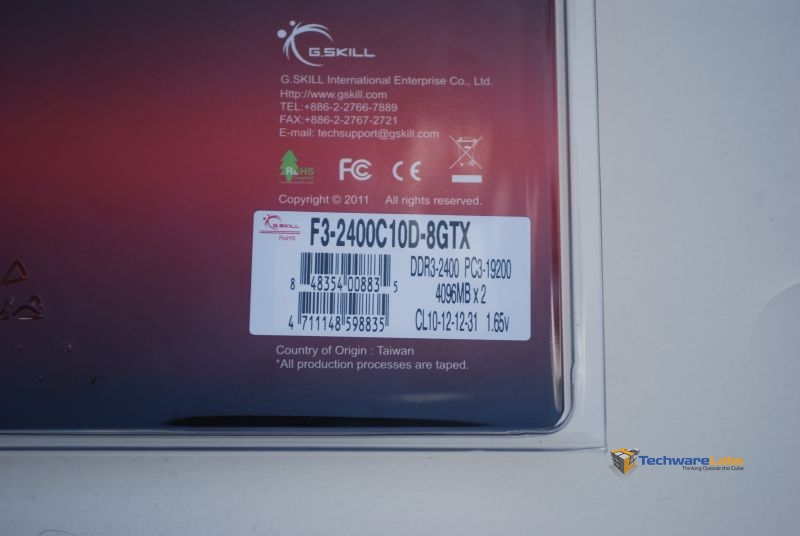 G.SKILL
G.SKILL International Enterprise Co., Ltd.
Http://www.gskill.com
TEL:+886-2-2766-7889
FAX:+886-2-2767-2721
E-mail: techsupport@gskill.com
RoHS
FC CE
Copyright © 2011 All rights reserved.
G.SKILL
RoHS
F3-2400C10D-8GTX
DDR3-2400 PC3-19200
8 48354 00883 5
4096MB x 2
4 711148 598835
CL10-12-12-31 1.65v
Country of Origin : Taiwan
*All production processes are taped.
TechwareLabs
Thinking Outside the Cube